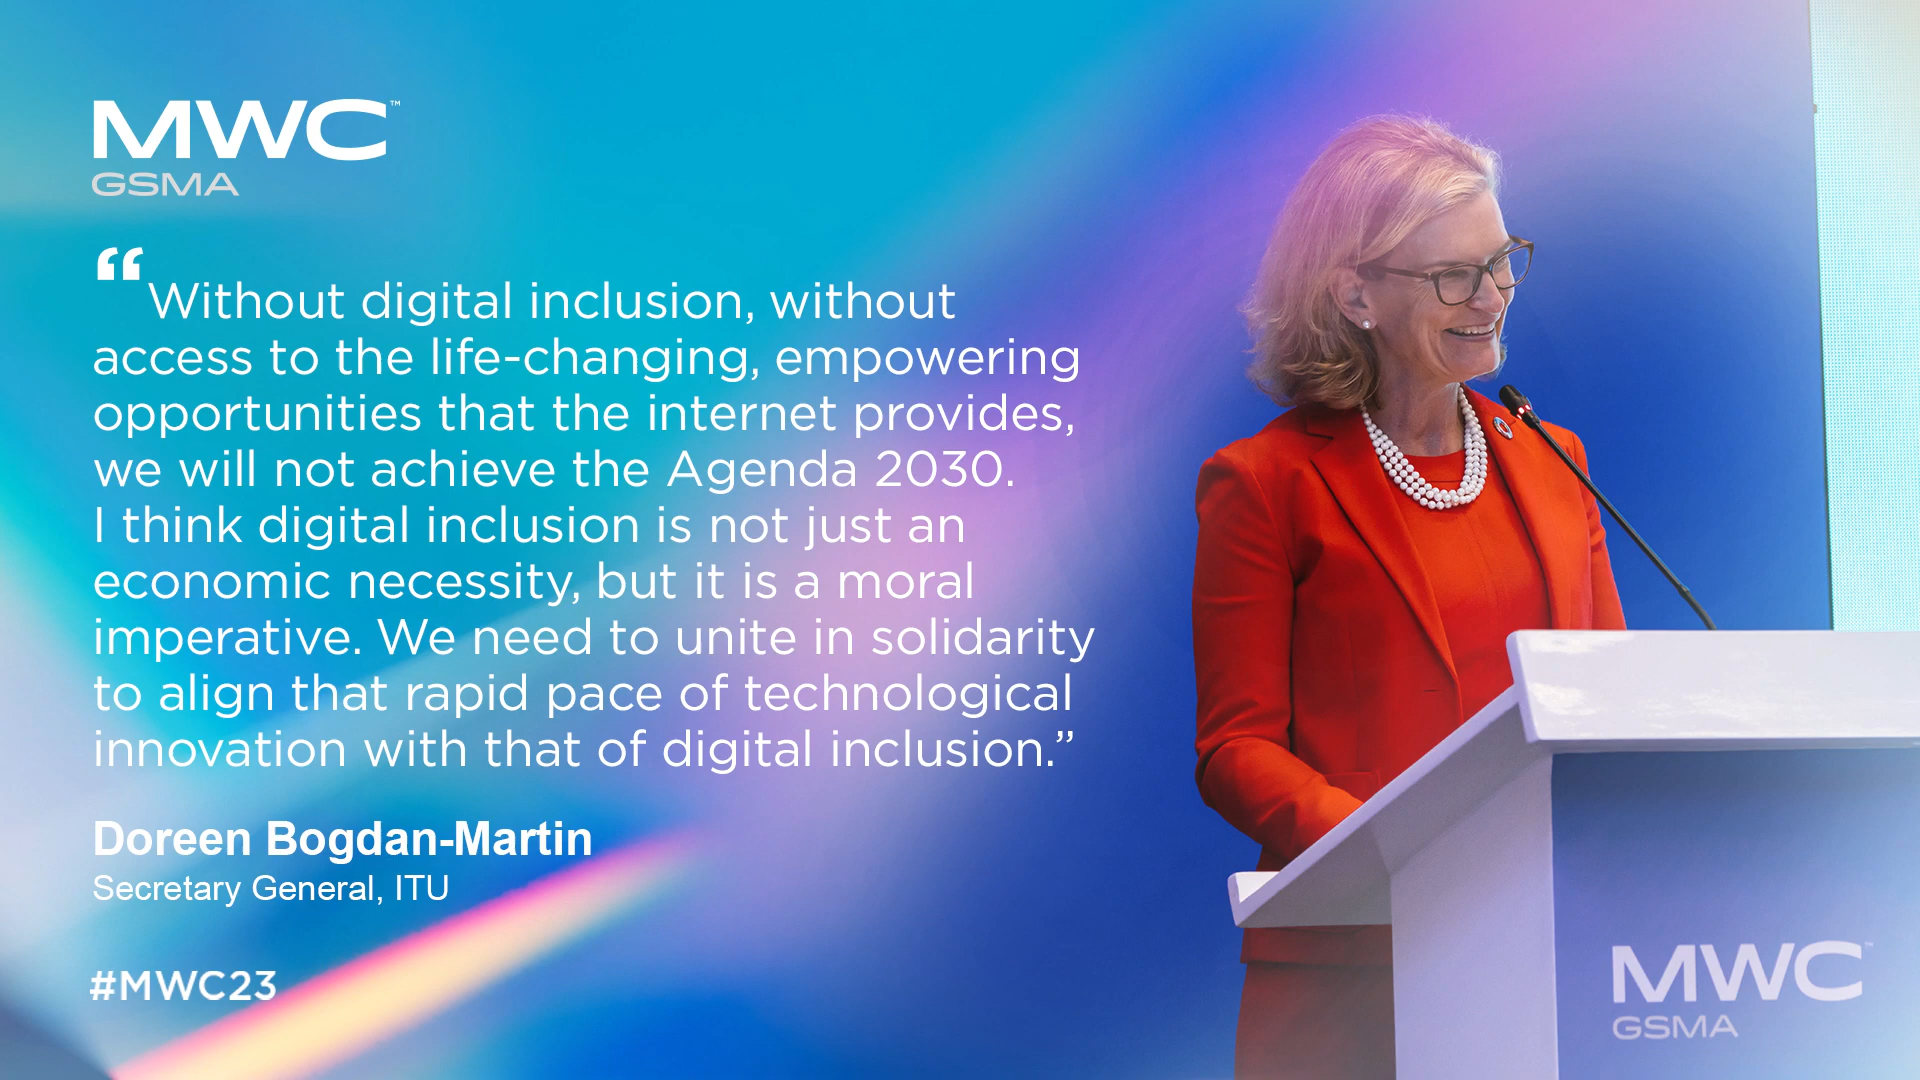 MWC™
GSMA
“Without digital inclusion, without
access to the life-changing, empowering
opportunities that the internet provides,
we will not achieve the Agenda 2030.
I think digital inclusion is not just an
economic necessity, but it is a moral
imperative. We need to unite in solidarity
to align that rapid pace of technological
innovation with that of digital inclusion.”
Doreen Bogdan-Martin
Secretary General, ITU
#MWC23
MWC™
GSMA